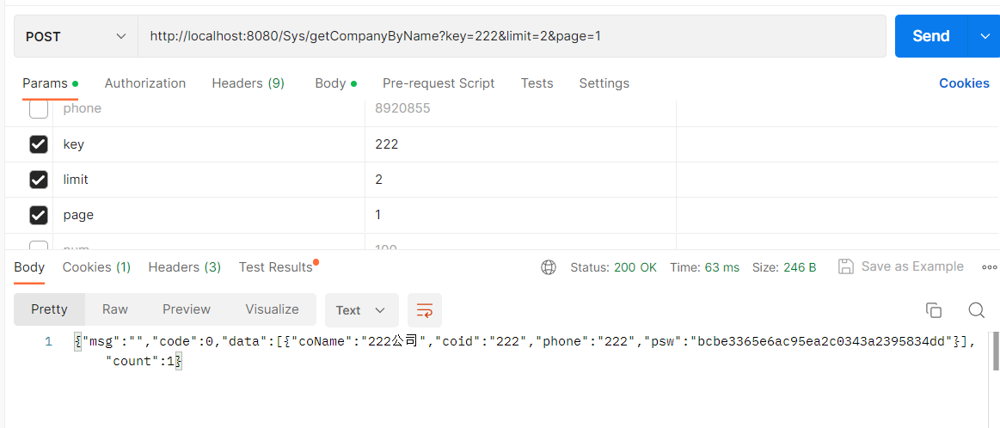 POST http://localhost:8080/Sys/getCompanyByName?key=222&limit=2&page=1 Send
Params Authorization Headers (9) Body Pre-request Script Tests Settings Cookies
phone 8920855
key 222
limit 2
page 1
num 100
Body Cookies (1) Headers (3) Test Results Status: 200 OK Time: 63 ms Size: 246 B Save as Example
Pretty Raw Preview Visualize Text
1 {"msg":"","code":0,"data":[{"coName":"222公司","coid":"222","phone":"222","psw":"bcbe3365e6ac95ea2c0343a2395834dd"}],
"count":1}